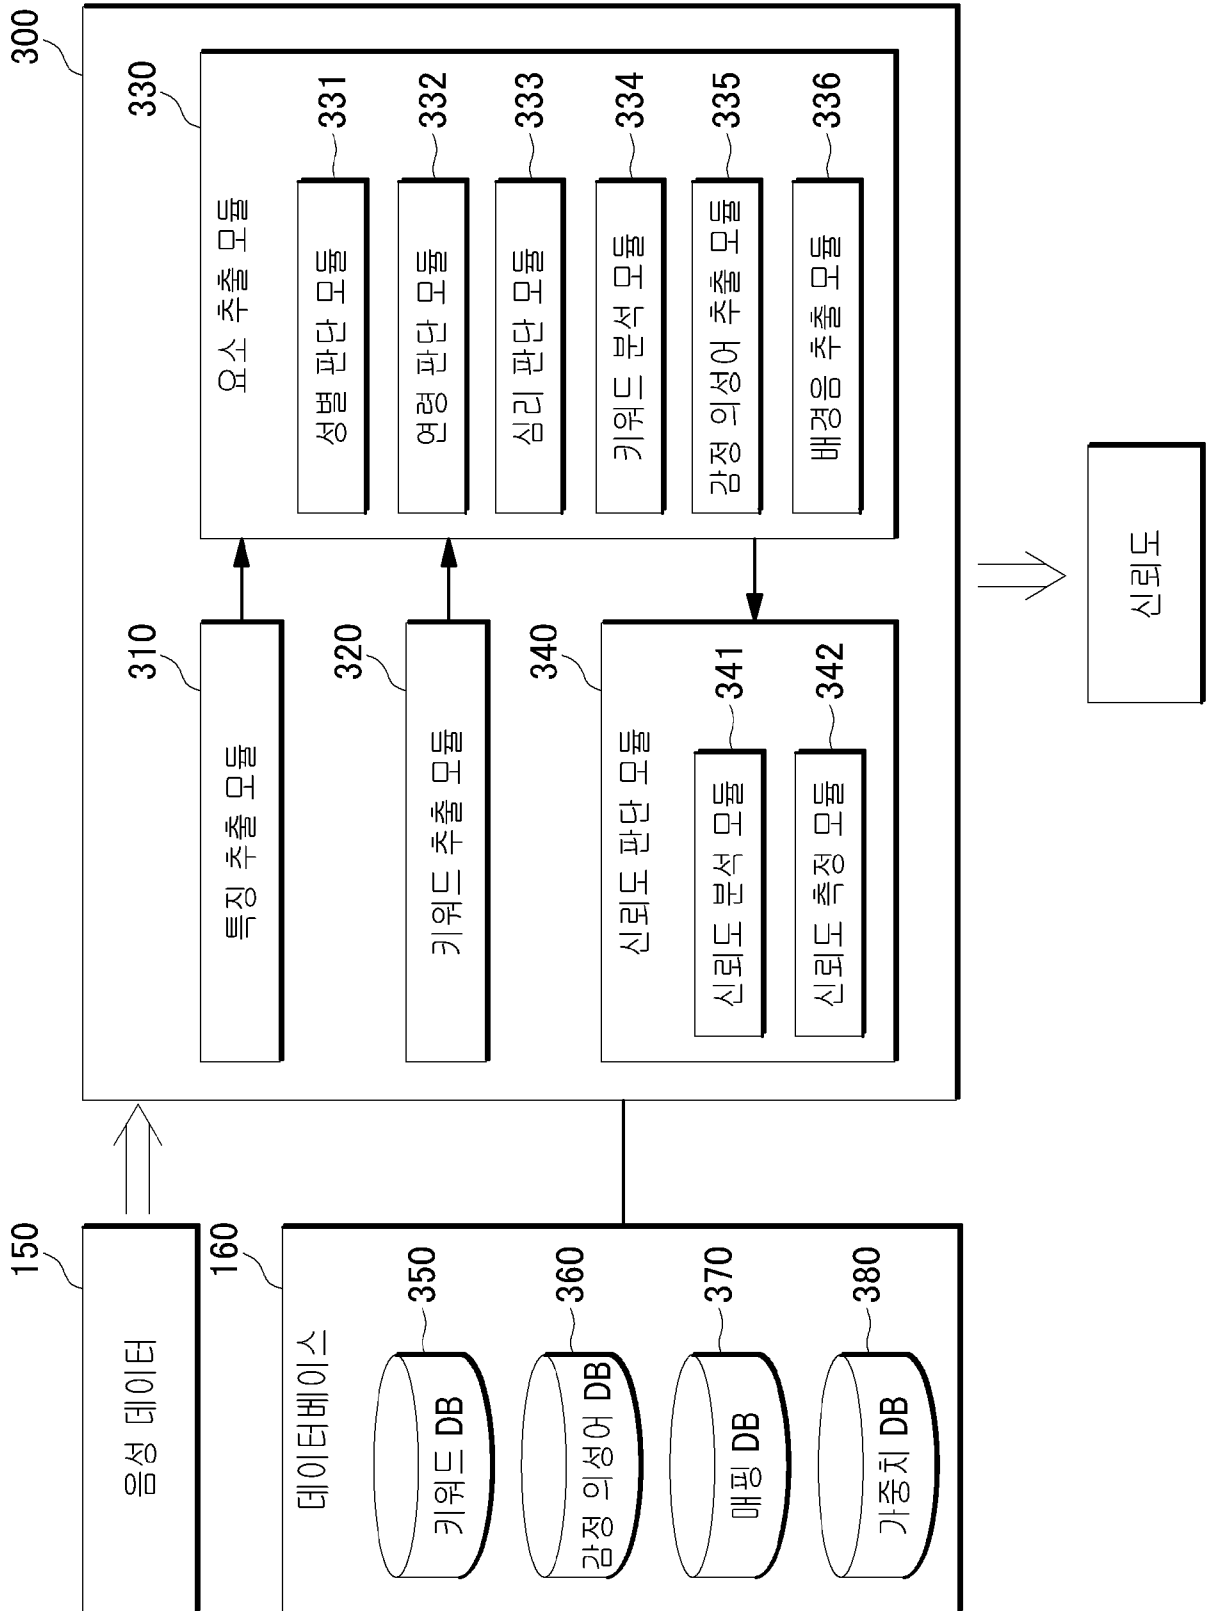 150
음성 데이터
160
데이터베이스
350
키워드 DB
360
감정 의성어 DB
370
매핑 DB
380
가중치 DB
300
310
특징 추출 모듈
320
키워드 추출 모듈
340
신뢰도 판단 모듈
341
신뢰도 분석 모듈
342
신뢰도 측정 모듈
330
요소 추출 모듈
331
성별 판단 모듈
332
연령 판단 모듈
333
심리 판단 모듈
334
키워드 분석 모듈
335
감정 의성어 추출 모듈
336
배경음 추출 모듈
신뢰도